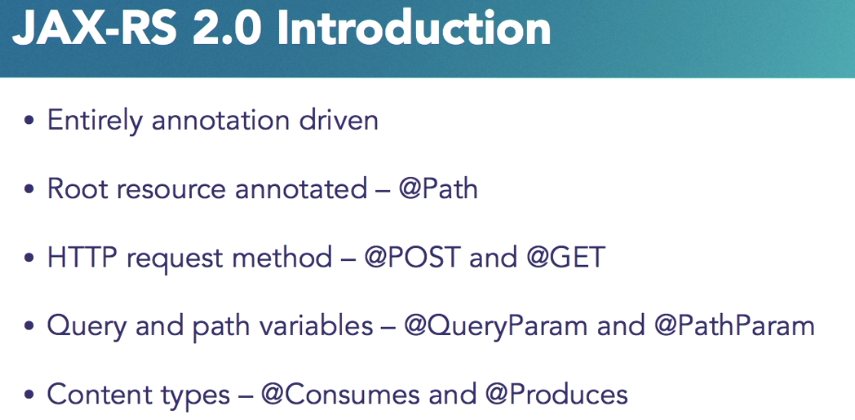 JAX-RS 2.0 Introduction
• Entirely annotation driven
• Root resource annotated – @Path
• HTTP request method – @POST and @GET
• Query and path variables – @QueryParam and @PathParam
• Content types – @Consumes and @Produces